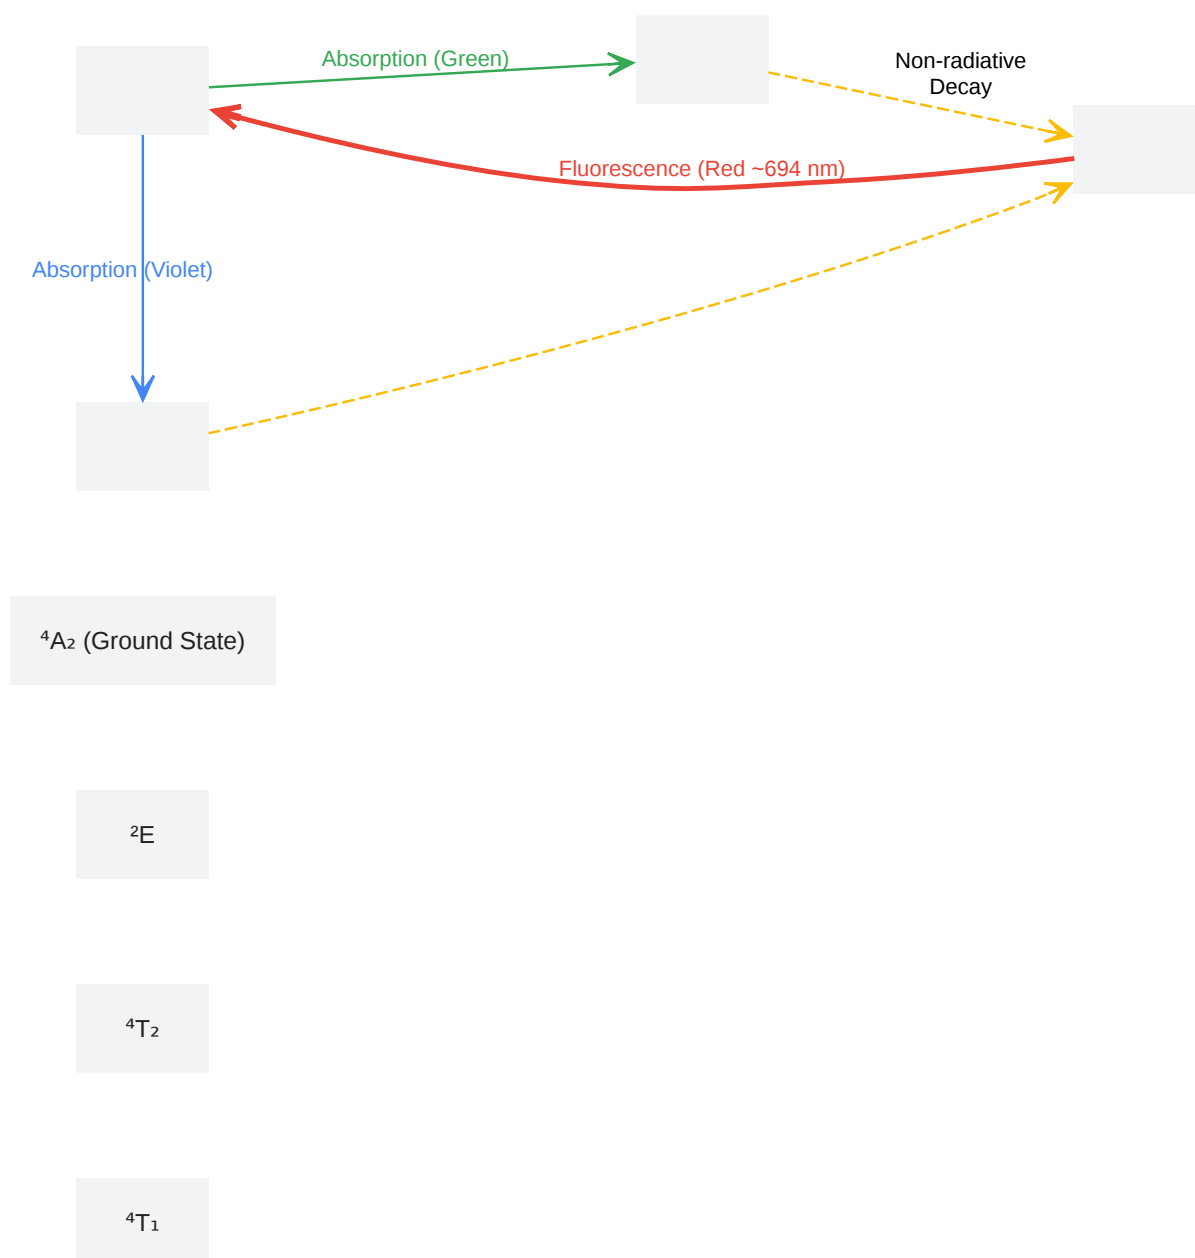 Absorption (Green)
Non-radiative
Decay
Fluorescence (Red ~694 nm)
Absorption (Violet)
⁴A₂ (Ground State)
²E
⁴T₂
⁴T₁